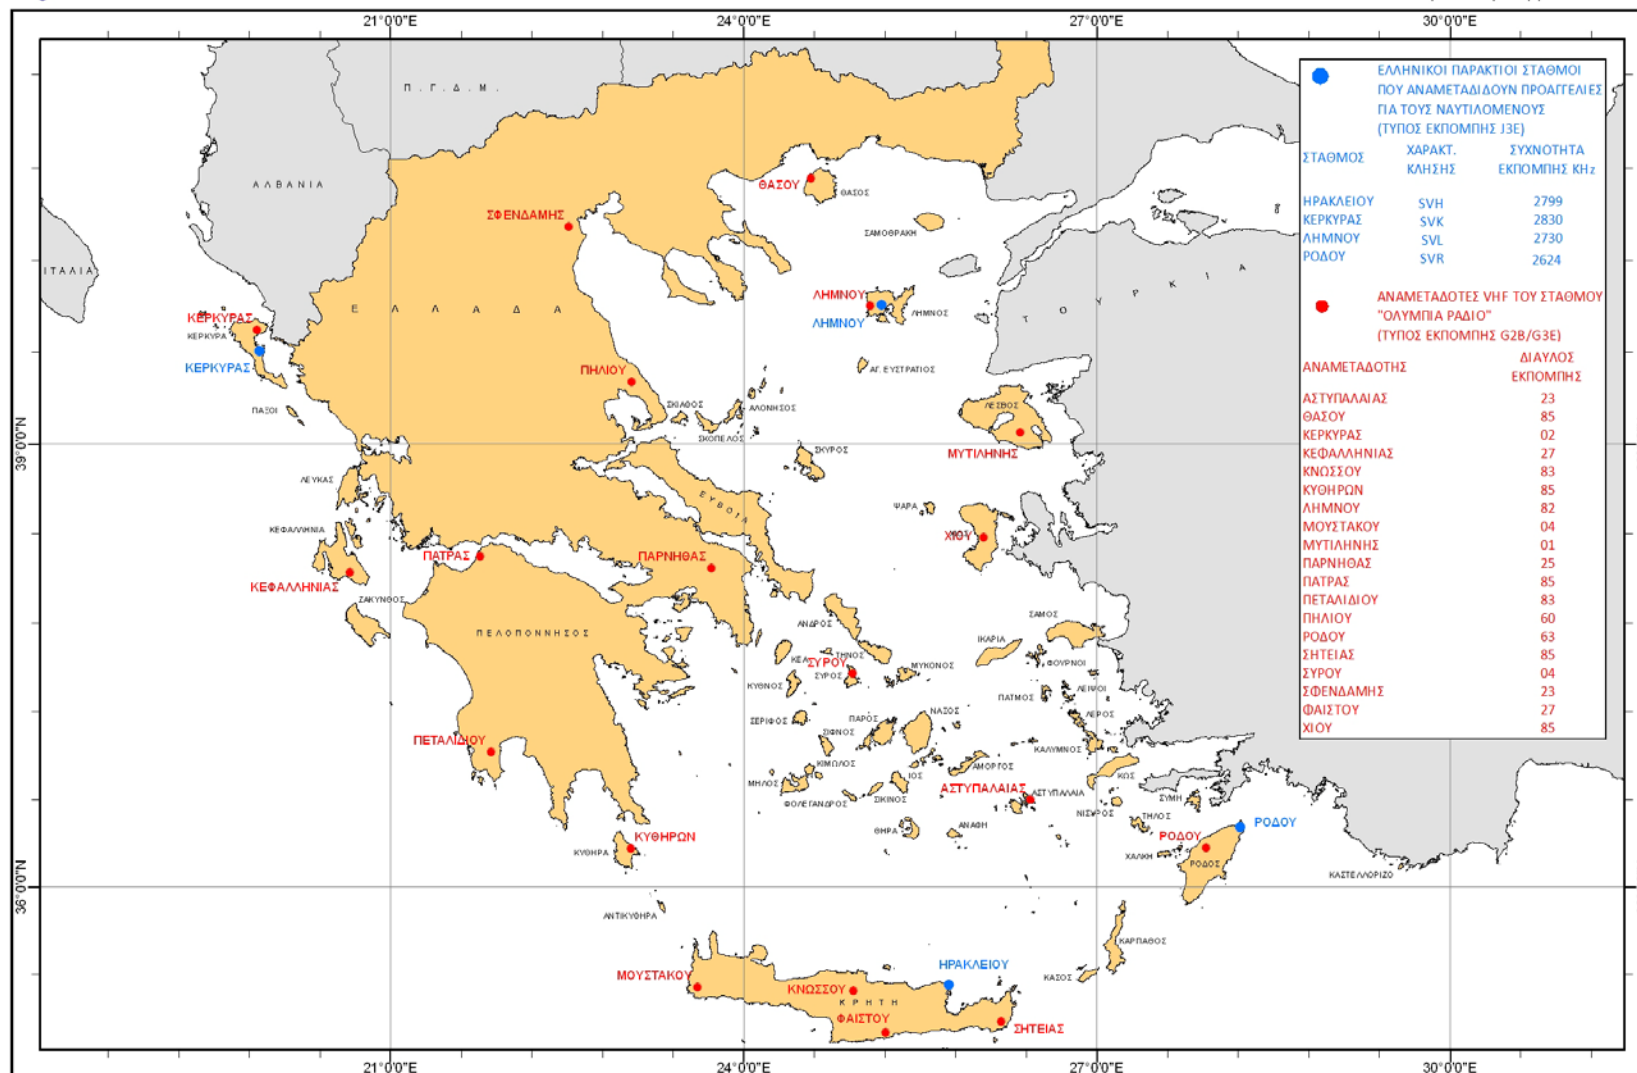 21°0'0"E 24°0'0"E 27°0'0"E 30°0'0"E
39°0'0"N
36°0'0"N
Π.Γ.Δ.Μ.
ΑΛΒΑΝΙΑ
ΙΤΑΛΙΑ
ΕΛΛΑΔΑ
ΤΟΥΡΚΙΑ
ΘΑΣΟΥ
ΘΑΣΟΣ
ΣΦΕΝΔΑΜΗΣ
ΣΑΜΟΘΡΑΚΗ
ΛΗΜΝΟΥ
ΛΗΜΝΟΥ
ΛΗΜΝΟΣ
ΚΕΡΚΥΡΑΣ
ΚΕΡΚΥΡΑ
ΚΕΡΚΥΡΑΣ
ΑΓ. ΕΥΣΤΡΑΤΙΟΣ
ΠΗΛΙΟΥ
ΠΑΞΟΙ
ΣΚΙΑΘΟΣ
ΑΛΟΝΗΣΟΣ
ΣΚΟΠΕΛΟΣ
ΛΕΣΒΟΣ
ΜΥΤΙΛΗΝΗΣ
ΣΚΥΡΟΣ
ΛΕΥΚΑΣ
ΕΥΒΟΙΑ
ΨΑΡΑ
ΚΕΦΑΛΛΗΝΙΑ
ΧΙΟΥ
ΠΑΤΡΑΣ
ΠΑΡΝΗΘΑΣ
ΚΕΦΑΛΛΗΝΙΑΣ
ΖΑΚΥΝΘΟΣ
ΠΕΛΟΠΟΝΝΗΣΟΣ
ΑΝΔΡΟΣ
ΣΑΜΟΣ
ΙΚΑΡΙΑ
ΚΕΑ
ΤΗΝΟΣ
ΣΥΡΟΥ
ΣΥΡΟΣ
ΜΥΚΟΝΟΣ
ΦΟΥΡΝΟΙ
ΚΥΘΝΟΣ
ΠΑΤΜΟΣ
ΛΕΙΨΟΙ
ΣΕΡΙΦΟΣ
ΠΑΡΟΣ
ΝΑΞΟΣ
ΛΕΡΟΣ
ΣΙΦΝΟΣ
ΠΕΤΑΛΙΔΙΟΥ
ΚΑΛΥΜΝΟΣ
ΚΙΜΩΛΟΣ
ΑΜΟΡΓΟΣ
ΜΗΛΟΣ
ΙΟΣ
ΚΩΣ
ΑΣΤΥΠΑΛΑΙΑΣ
ΑΣΤΥΠΑΛΑΙΑ
ΦΟΛΕΓΑΝΔΡΟΣ
ΣΙΚΙΝΟΣ
ΣΥΜΗ
ΝΙΣΥΡΟΣ
ΤΗΛΟΣ
ΡΟΔΟΥ
ΘΗΡΑ
ΑΝΑΦΗ
ΚΥΘΗΡΩΝ
ΡΟΔΟΥ
ΚΥΘΗΡΑ
ΧΑΛΚΗ
ΡΟΔΟΣ
ΚΑΣΤΕΛΛΟΡΙΖΟ
ΑΝΤΙΚΥΘΗΡΑ
ΚΑΡΠΑΘΟΣ
ΗΡΑΚΛΕΙΟΥ
ΜΟΥΣΤΑΚΟΥ
ΚΑΣΟΣ
ΚΝΩΣΣΟΥ
ΚΡΗΤΗ
ΦΑΙΣΤΟΥ
ΣΗΤΕΙΑΣ
ΕΛΛΗΝΙΚΟΙ ΠΑΡΑΚΤΙΟΙ ΣΤΑΘΜΟΙ
ΠΟΥ ΑΝΑΜΕΤΑΔΙΔΟΥΝ ΠΡΟΑΓΓΕΛΙΕΣ
ΓΙΑ ΤΟΥΣ ΝΑΥΤΙΛΟΜΕΝΟΥΣ
(ΤΥΠΟΣ ΕΚΠΟΜΠΗΣ J3E)
ΣΤΑΘΜΟΣ ΧΑΡΑΚΤ. ΚΛΗΣΗΣ ΣΥΧΝΟΤΗΤΑ ΕΚΠΟΜΠΗΣ KHz
ΗΡΑΚΛΕΙΟΥ SVH 2799
ΚΕΡΚΥΡΑΣ SVK 2830
ΛΗΜΝΟΥ SVL 2730
ΡΟΔΟΥ SVR 2624
ΑΝΑΜΕΤΑΔΟΤΕΣ VHF ΤΟΥ ΣΤΑΘΜΟΥ
"ΟΛΥΜΠΙΑ ΡΑΔΙΟ"
(ΤΥΠΟΣ ΕΚΠΟΜΠΗΣ G2B/G3E)
ΑΝΑΜΕΤΑΔΟΤΗΣ ΔΙΑΥΛΟΣ ΕΚΠΟΜΠΗΣ
ΑΣΤΥΠΑΛΑΙΑΣ 23
ΘΑΣΟΥ 85
ΚΕΡΚΥΡΑΣ 02
ΚΕΦΑΛΛΗΝΙΑΣ 27
ΚΝΩΣΣΟΥ 83
ΚΥΘΗΡΩΝ 85
ΛΗΜΝΟΥ 82
ΜΟΥΣΤΑΚΟΥ 04
ΜΥΤΙΛΗΝΗΣ 01
ΠΑΡΝΗΘΑΣ 25
ΠΑΤΡΑΣ 85
ΠΕΤΑΛΙΔΙΟΥ 83
ΠΗΛΙΟΥ 60
ΡΟΔΟΥ 63
ΣΗΤΕΙΑΣ 85
ΣΥΡΟΥ 04
ΣΦΕΝΔΑΜΗΣ 23
ΦΑΙΣΤΟΥ 27
ΧΙΟΥ 85
21°0'0"E 24°0'0"E 27°0'0"E 30°0'0"E